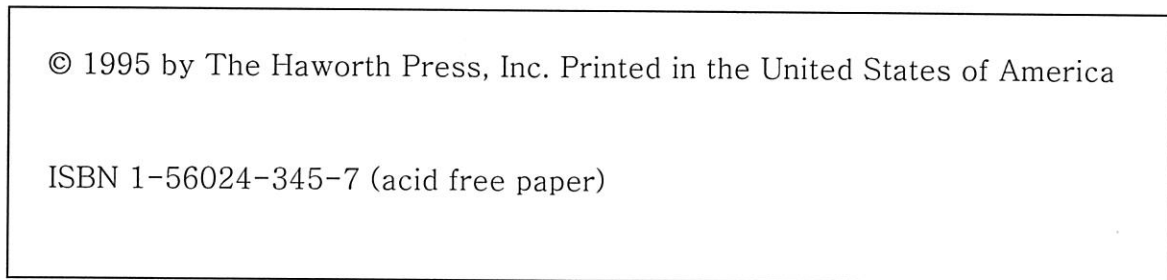 © 1995 by The Haworth Press, Inc. Printed in the United States of America
ISBN 1-56024-345-7 (acid free paper)